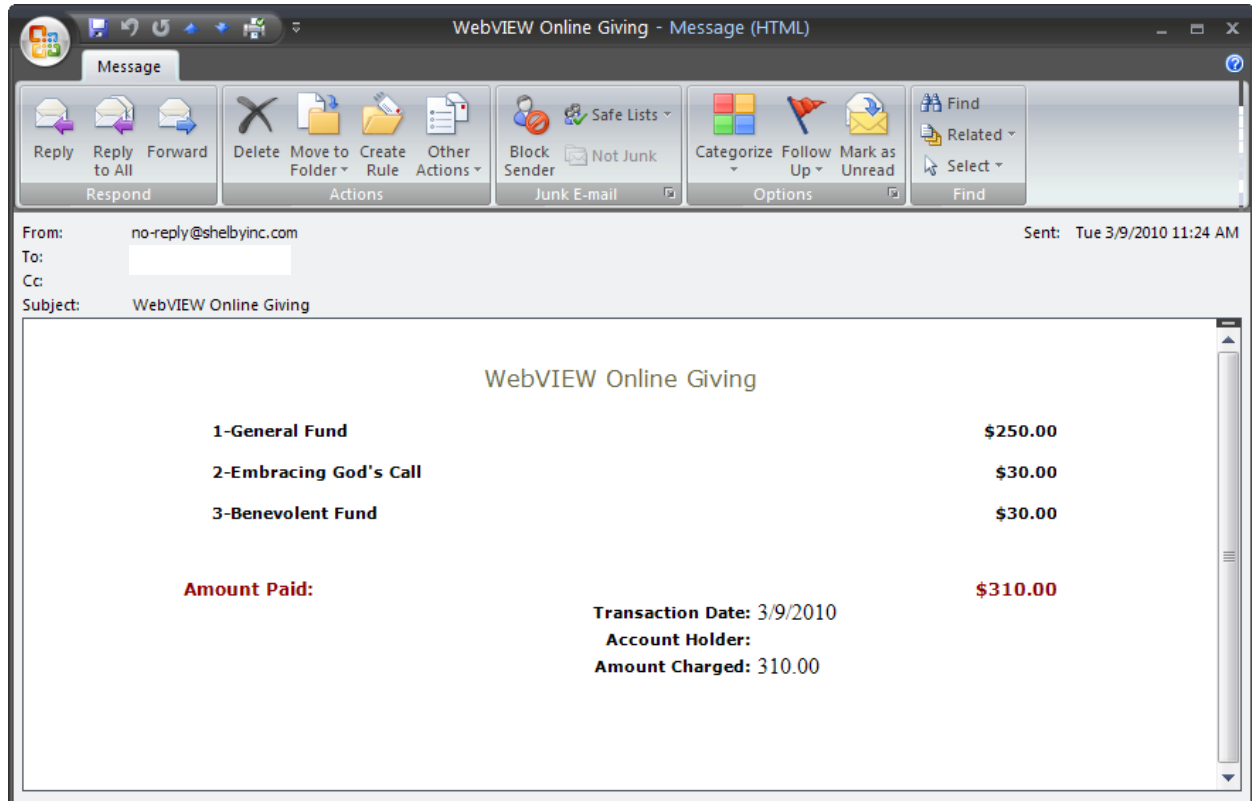 WebVIEW Online Giving - Message (HTML)
Message
Reply
Reply to All
Forward
Respond
Delete
Move to Folder
Create Rule
Other Actions
Actions
Block Sender
Safe Lists
Not Junk
Junk E-mail
Categorize
Follow Up
Mark as Unread
Options
Find
Related
Select
Find
From: no-reply@shelbyinc.com Sent: Tue 3/9/2010 11:24 AM
To:
Cc:
Subject: WebVIEW Online Giving
WebVIEW Online Giving
1-General Fund $250.00
2-Embracing God's Call $30.00
3-Benevolent Fund $30.00
Amount Paid: $310.00
Transaction Date: 3/9/2010
Account Holder:
Amount Charged: 310.00